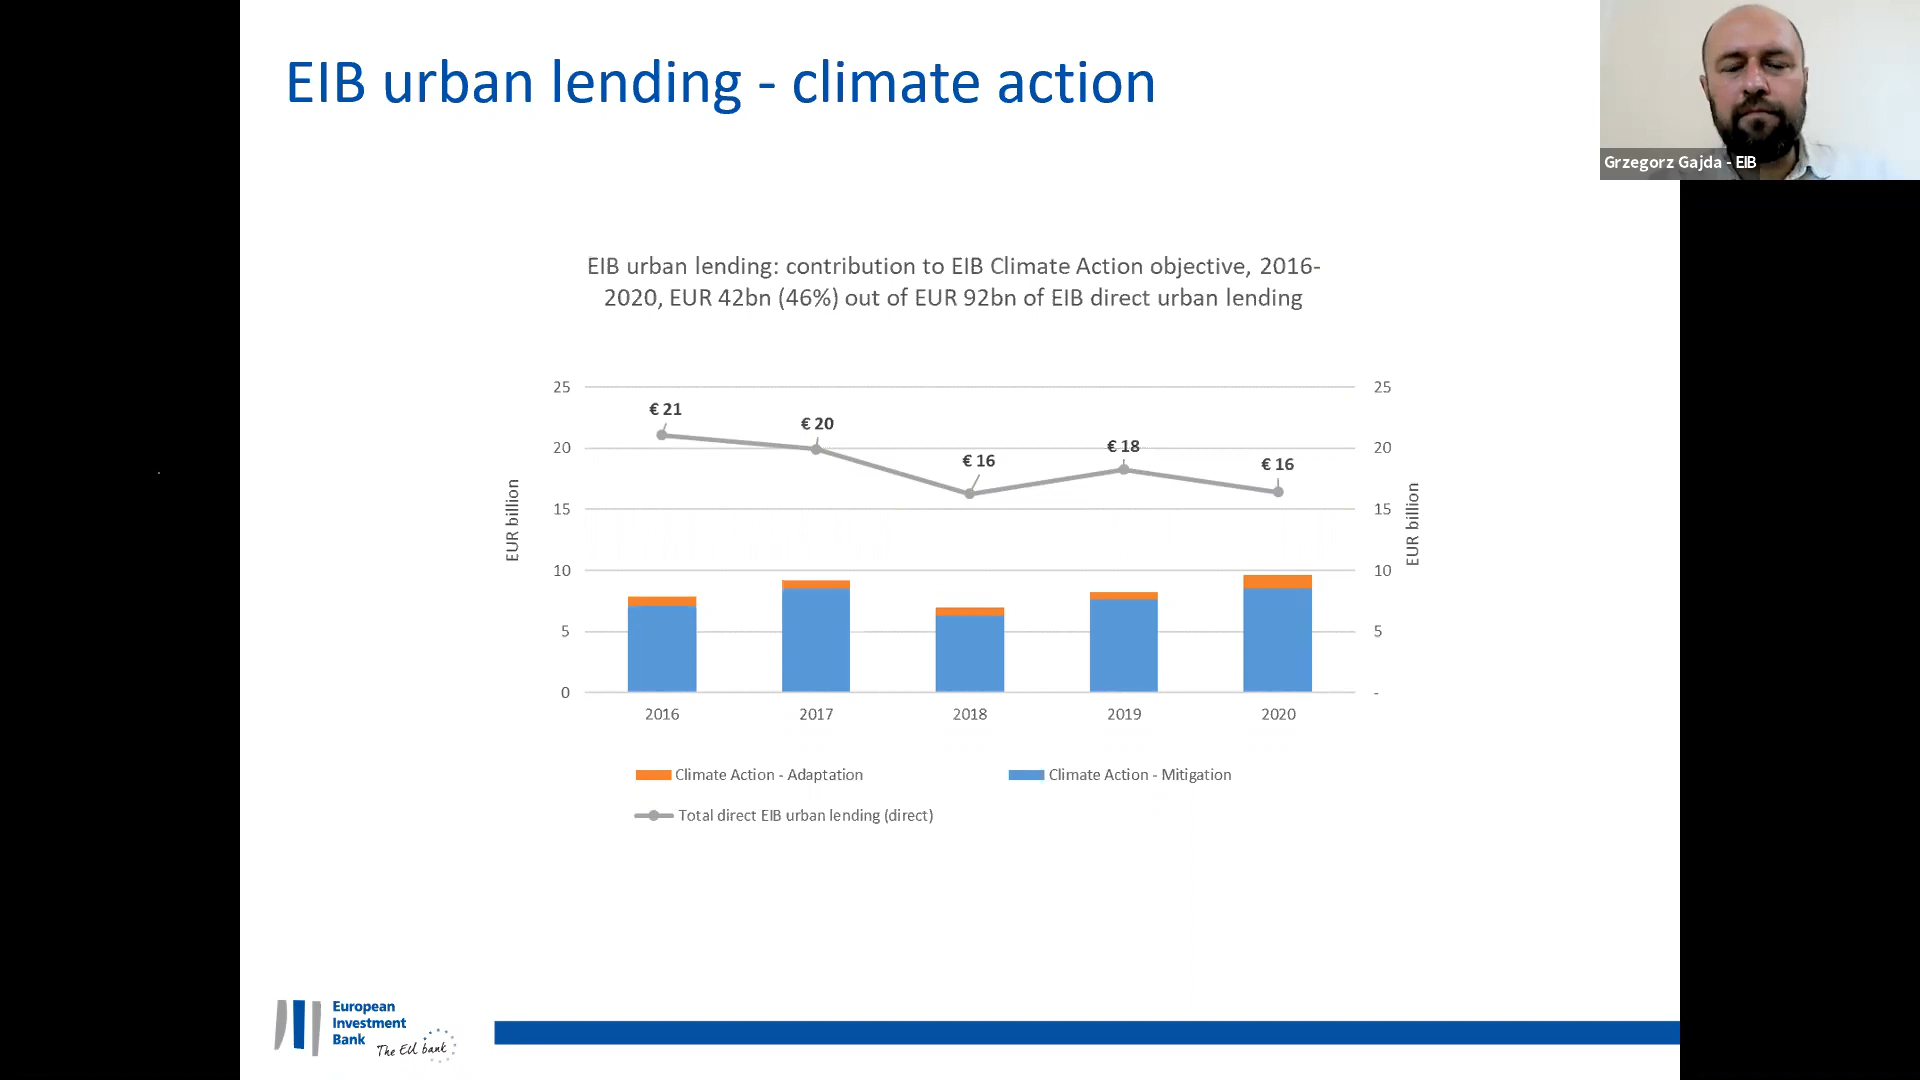 EIB urban lending - climate action
Grzegorz Gajda - EIB
EIB urban lending: contribution to EIB Climate Action objective, 2016-
2020, EUR 42bn (46%) out of EUR 92bn of EIB direct urban lending
25
20
15
10
5
0
EUR billion
€ 21
€ 20
€ 16
€ 18
€ 16
25
20
15
10
5
-
EUR billion
2016
2017
2018
2019
2020
Climate Action - Adaptation
Climate Action - Mitigation
Total direct EIB urban lending (direct)
European
Investment
Bank
The EU bank